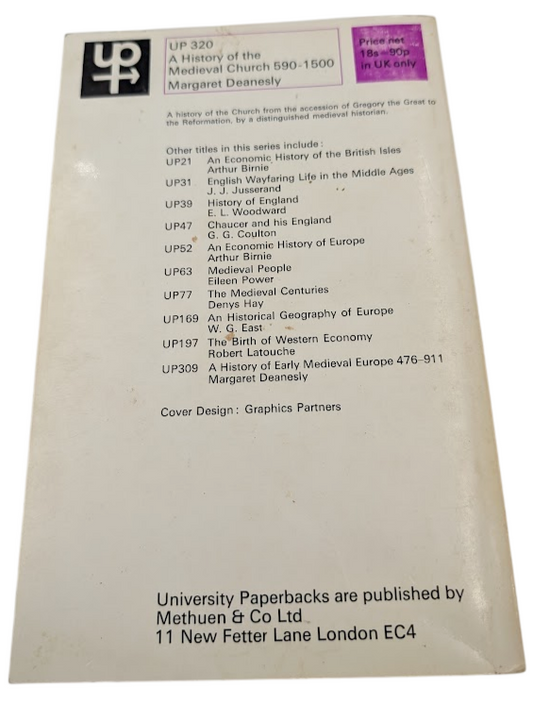 up
UP 320
A History of the
Medieval Church 590-1500
Margaret Deanesly
Price net
18s-90p
in UK only
A history of the Church from the accession of Gregory the Great to
the Reformation, by a distinguished medieval historian.
Other titles in this series include:
UP21 An Economic History of the British Isles
Arthur Birnie
UP31 English Wayfaring Life in the Middle Ages
J. J. Jusserand
UP39 History of England
E. L. Woodward
UP47 Chaucer and his England
G. G. Coulton
UP52 An Economic History of Europe
Arthur Birnie
UP63 Medieval People
Eileen Power
UP77 The Medieval Centuries
Denys Hay
UP169 An Historical Geography of Europe
W. G. East
UP197 The Birth of Western Economy
Robert Latouche
UP309 A History of Early Medieval Europe 476-911
Margaret Deanesly
Cover Design: Graphics Partners
University Paperbacks are published by
Methuen & Co Ltd
11 New Fetter Lane London EC4